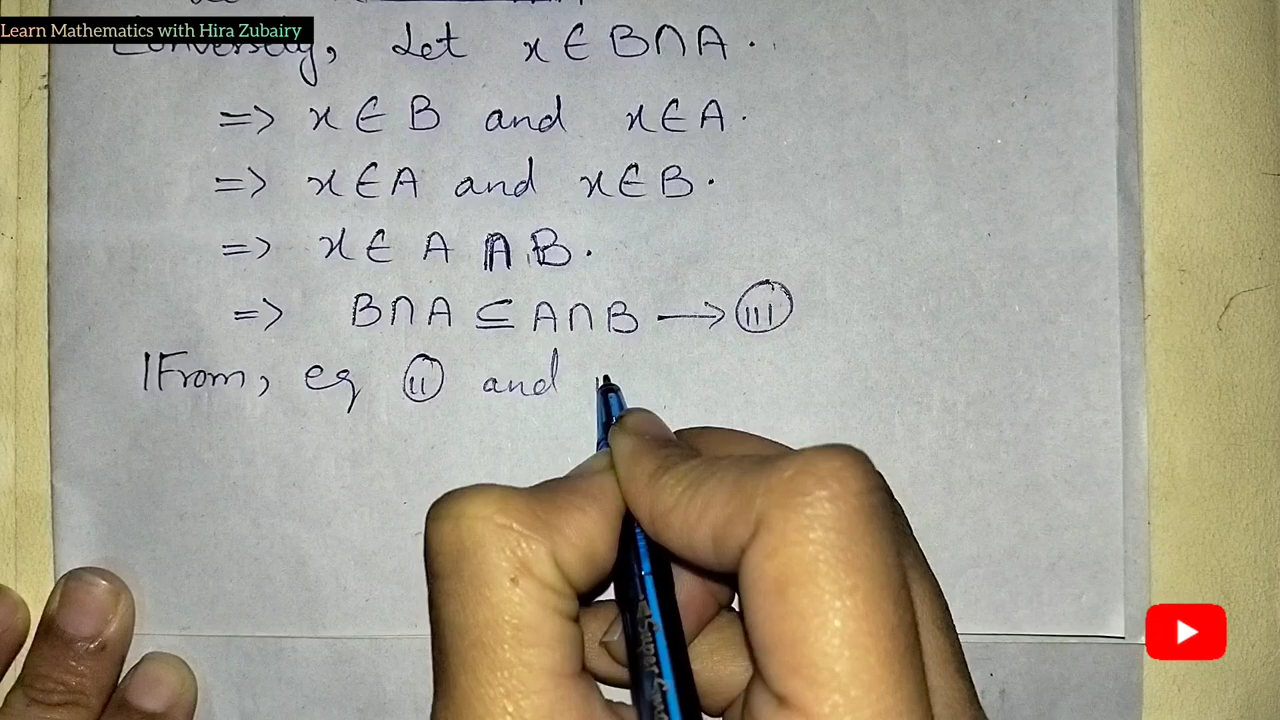 Learn Mathematics with Hira Zubairy
Conversely, Let x ∈ B∩A.
=> x ∈ B and x ∈ A.
=> x ∈ A and x ∈ B.
=> x ∈ A ∩ B.
=> B∩A ⊆ A∩B → (iii)
From, eq (ii) and